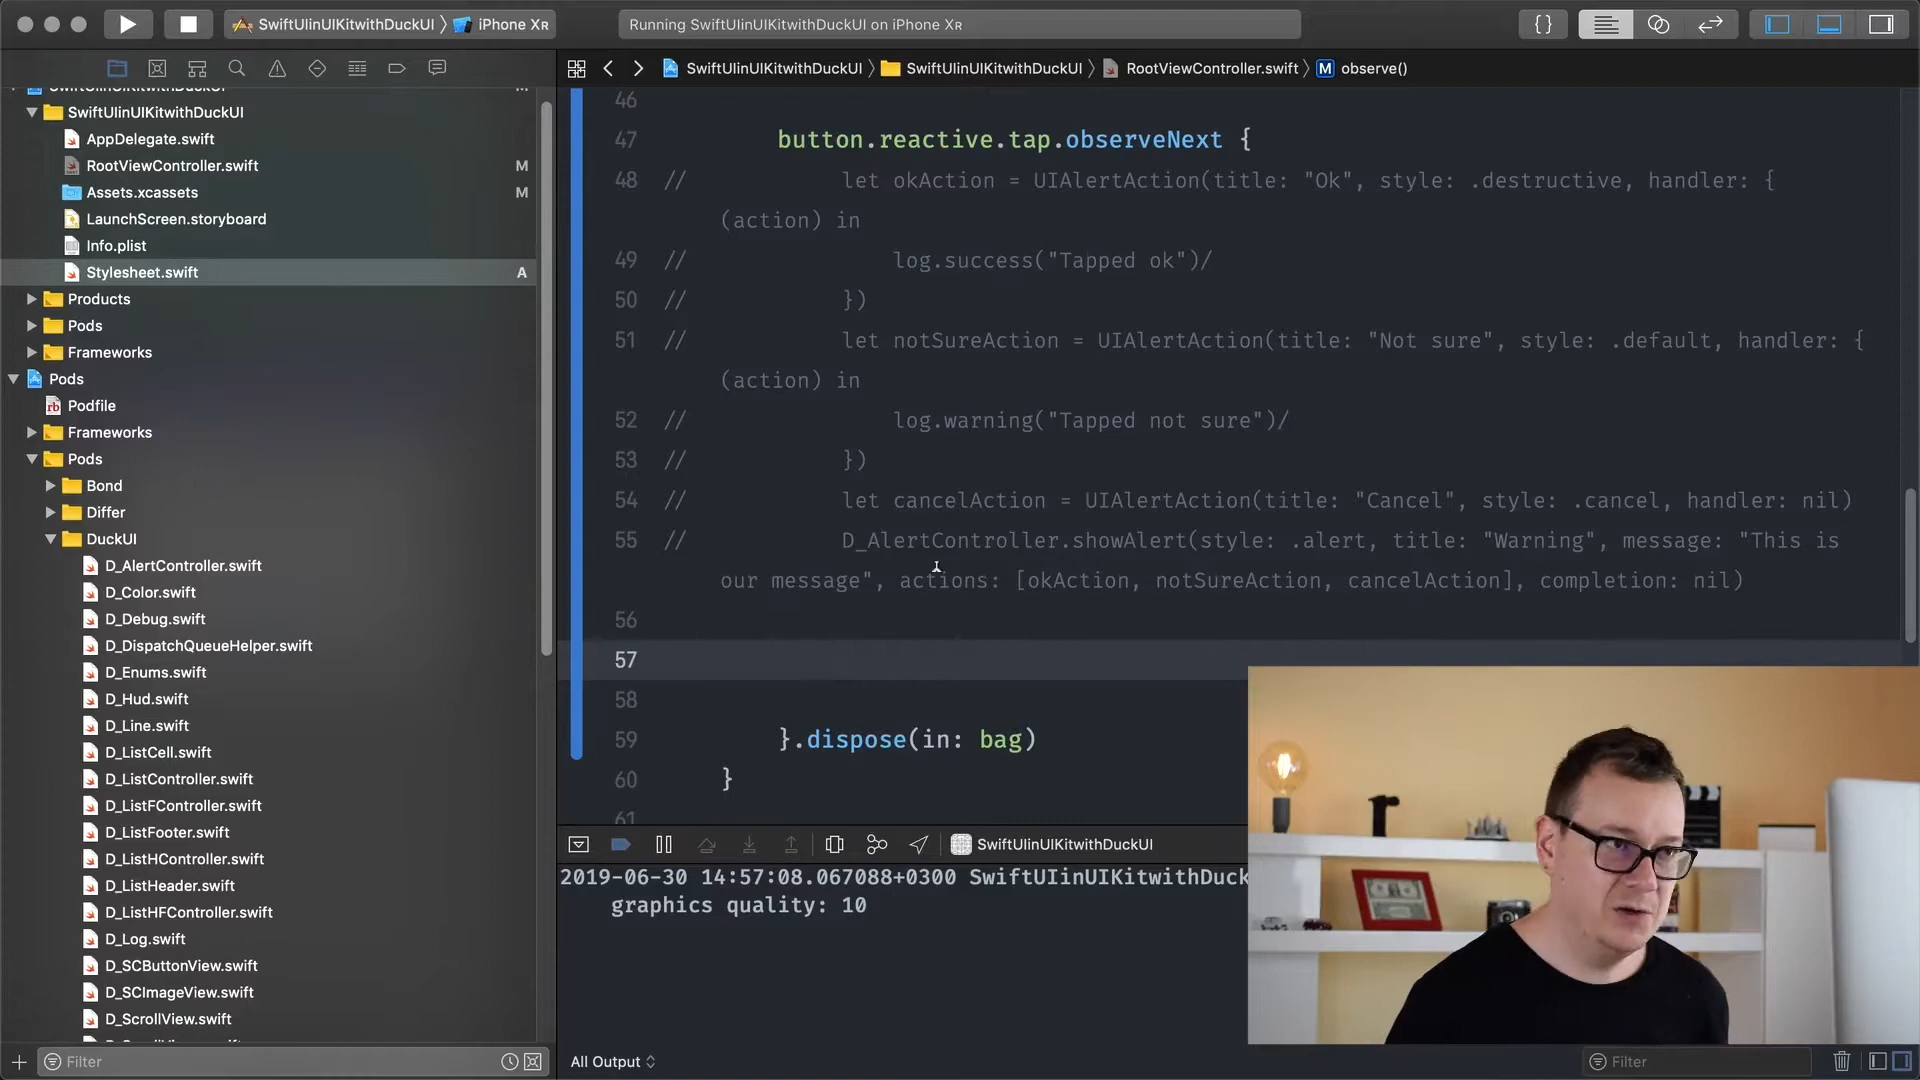 SwiftUIinUIKitwithDuckUI
iPhone XR
Running SwiftUIinUIKitwithDuckUI on iPhone XR
SwiftUIinUIKitwithDuckUI
SwiftUIinUIKitwithDuckUI
RootViewController.swift
M
observe()
SwiftUIinUIKitwithDuckUI
M
SwiftUIinUIKitwithDuckUI
AppDelegate.swift
RootViewController.swift
M
Assets.xcassets
M
LaunchScreen.storyboard
Info.plist
Stylesheet.swift
A
Products
Pods
Frameworks
Pods
rb Podfile
Frameworks
Pods
Bond
Differ
DuckUI
D_AlertController.swift
D_Color.swift
D_Debug.swift
D_DispatchQueueHelper.swift
D_Enums.swift
D_Hud.swift
D_Line.swift
D_ListCell.swift
D_ListController.swift
D_ListFController.swift
D_ListFooter.swift
D_ListHController.swift
D_ListHeader.swift
D_ListHFController.swift
D_Log.swift
D_SCButtonView.swift
D_SCImageView.swift
D_ScrollView.swift
Filter
46
47 button.reactive.tap.observeNext {
48 // let okAction = UIAlertAction(title: "Ok", style: .destructive, handler: {
(action) in
49 // log.success("Tapped ok")/
50 // })
51 // let notSureAction = UIAlertAction(title: "Not sure", style: .default, handler: {
(action) in
52 // log.warning("Tapped not sure")/
53 // })
54 // let cancelAction = UIAlertAction(title: "Cancel", style: .cancel, handler: nil)
55 // D_AlertController.showAlert(style: .alert, title: "Warning", message: "This is
our message", actions: [okAction, notSureAction, cancelAction], completion: nil)
56
57
58
59 }.dispose(in: bag)
60 }
61
SwiftUIinUIKitwithDuckUI
2019-06-30 14:57:08.067088+0300 SwiftUIinUIKitwithDuck
graphics quality: 10
All Output
Filter